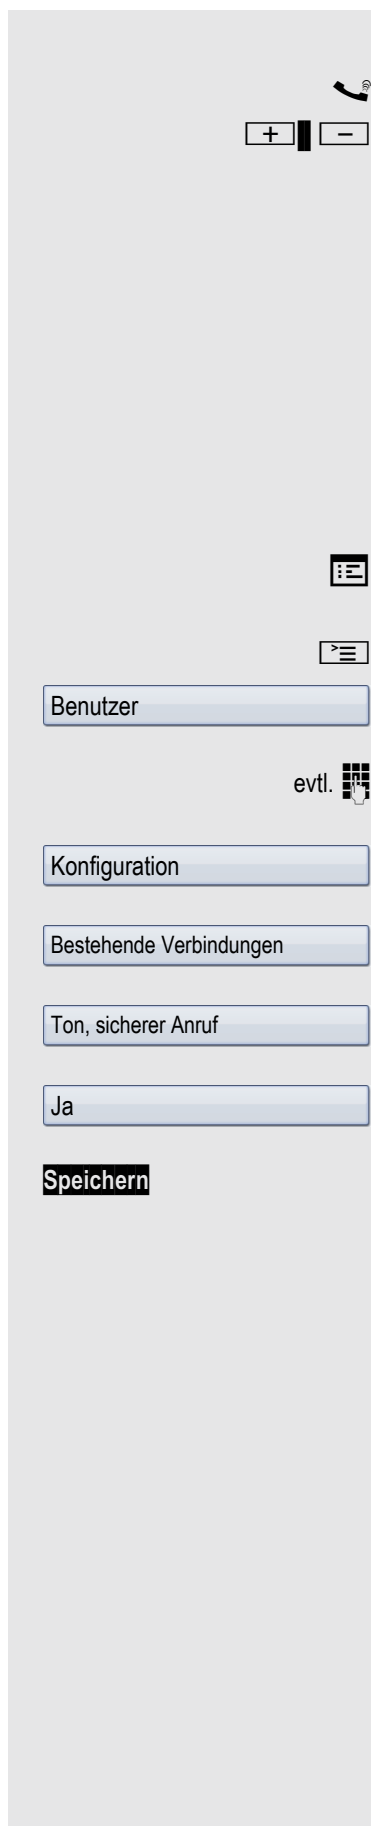 + −
Benutzer
evtl.
Konfiguration
Bestehende Verbindungen
Ton, sicherer Anruf
Ja
Speichern